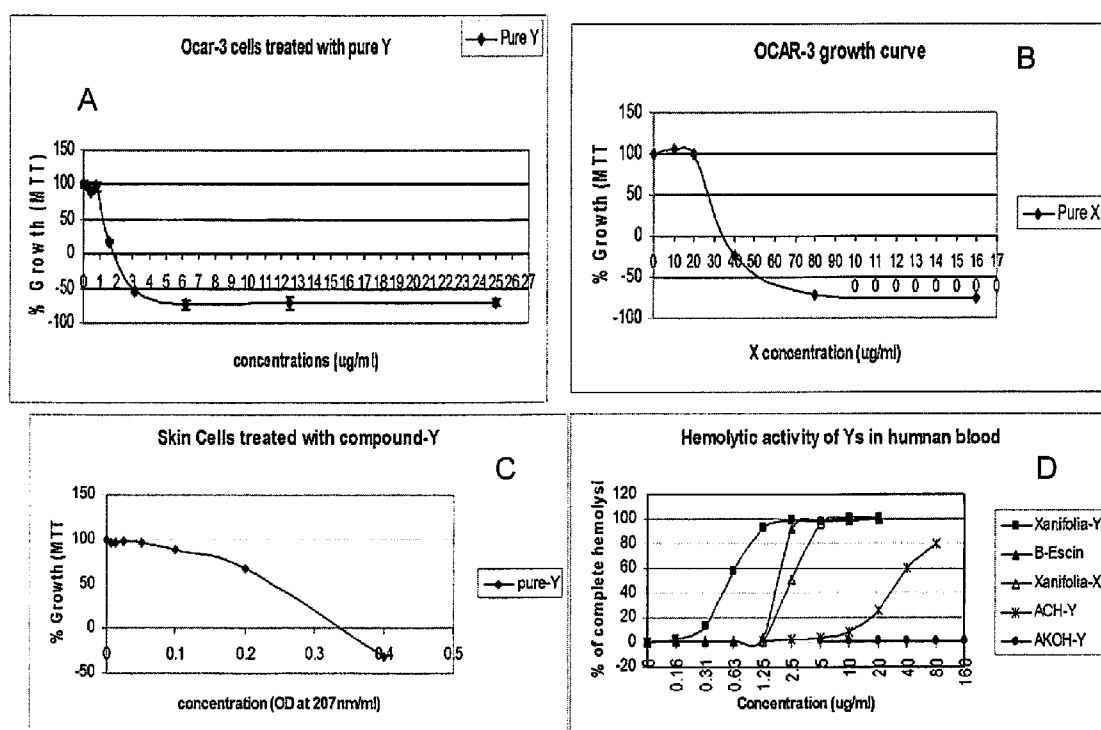 Ocar-3 cells treated with pure Y
Pure Y
A
% Growth (MTT)
150
100
50
0
-50
-100
0 1 2 3 4 5 6 7 8 9 10 11 12 13 14 15 16 17 18 19 20 21 22 23 24 25 26 27
concentrations (ug/ml)
OCAR-3 growth curve
B
% Growth (MTT
150
100
50
0
-50
-100
0 10 20 30 40 50 60 70 80 90 10 11 12 13 14 15 16 17
0 0 0 0 0 0 0 0
Pure X
X concentration (ug/ml)
Skin Cells treated with compound-Y
C
% Growth (MTT
150
100
50
0
-50
0 0.1 0.2 0.3 0.4 0.5
pure-Y
concentration (OD at 207nm/ml)
Hemolytic activity of Ys in humnan blood
D
% of complete hemolysi
120
100
80
60
40
20
0
-20
0 0.16 0.31 0.63 1.25 2.5 5 10 20 40 80 160
Concentration (ug/ml)
Xanifolia-Y
B-Escin
Xanifolia-X
ACH-Y
AKOH-Y